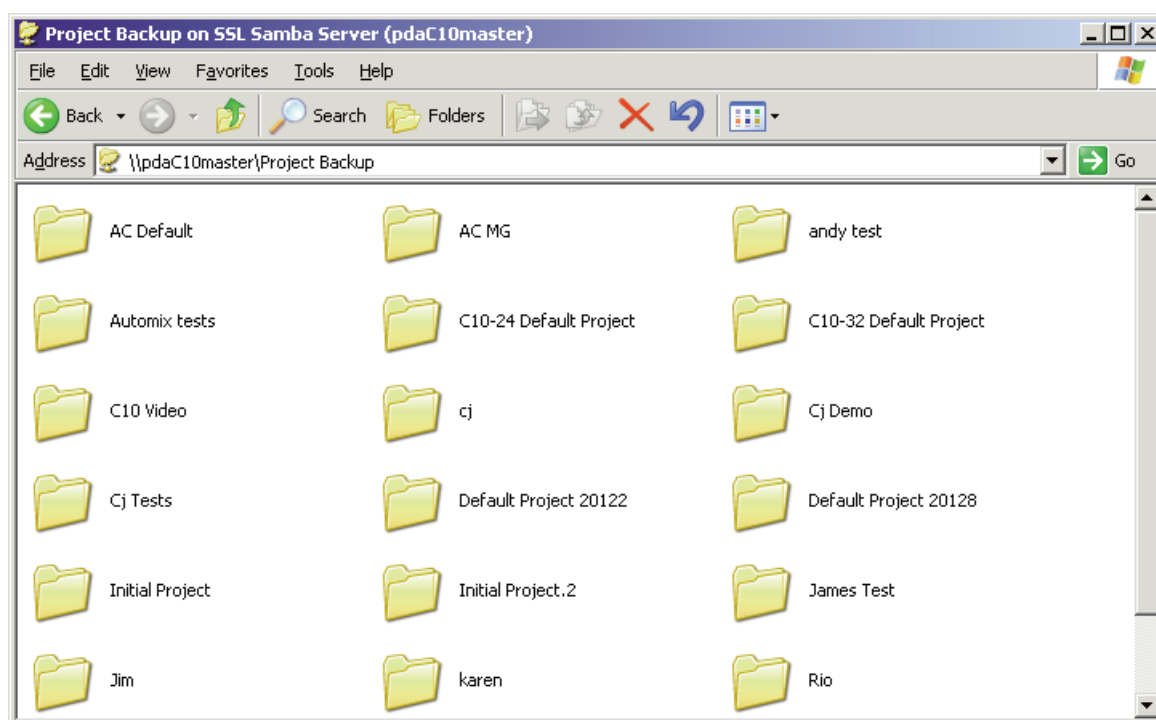 Project Backup on SSL Samba Server (pdaC10master)
File Edit View Favorites Tools Help
Back Search Folders
Address \\pdaC10master\Project Backup Go
AC Default AC MG andy test
Automix tests C10-24 Default Project C10-32 Default Project
C10 Video cj Cj Demo
Cj Tests Default Project 20122 Default Project 20128
Initial Project Initial Project.2 James Test
Jim karen Rio